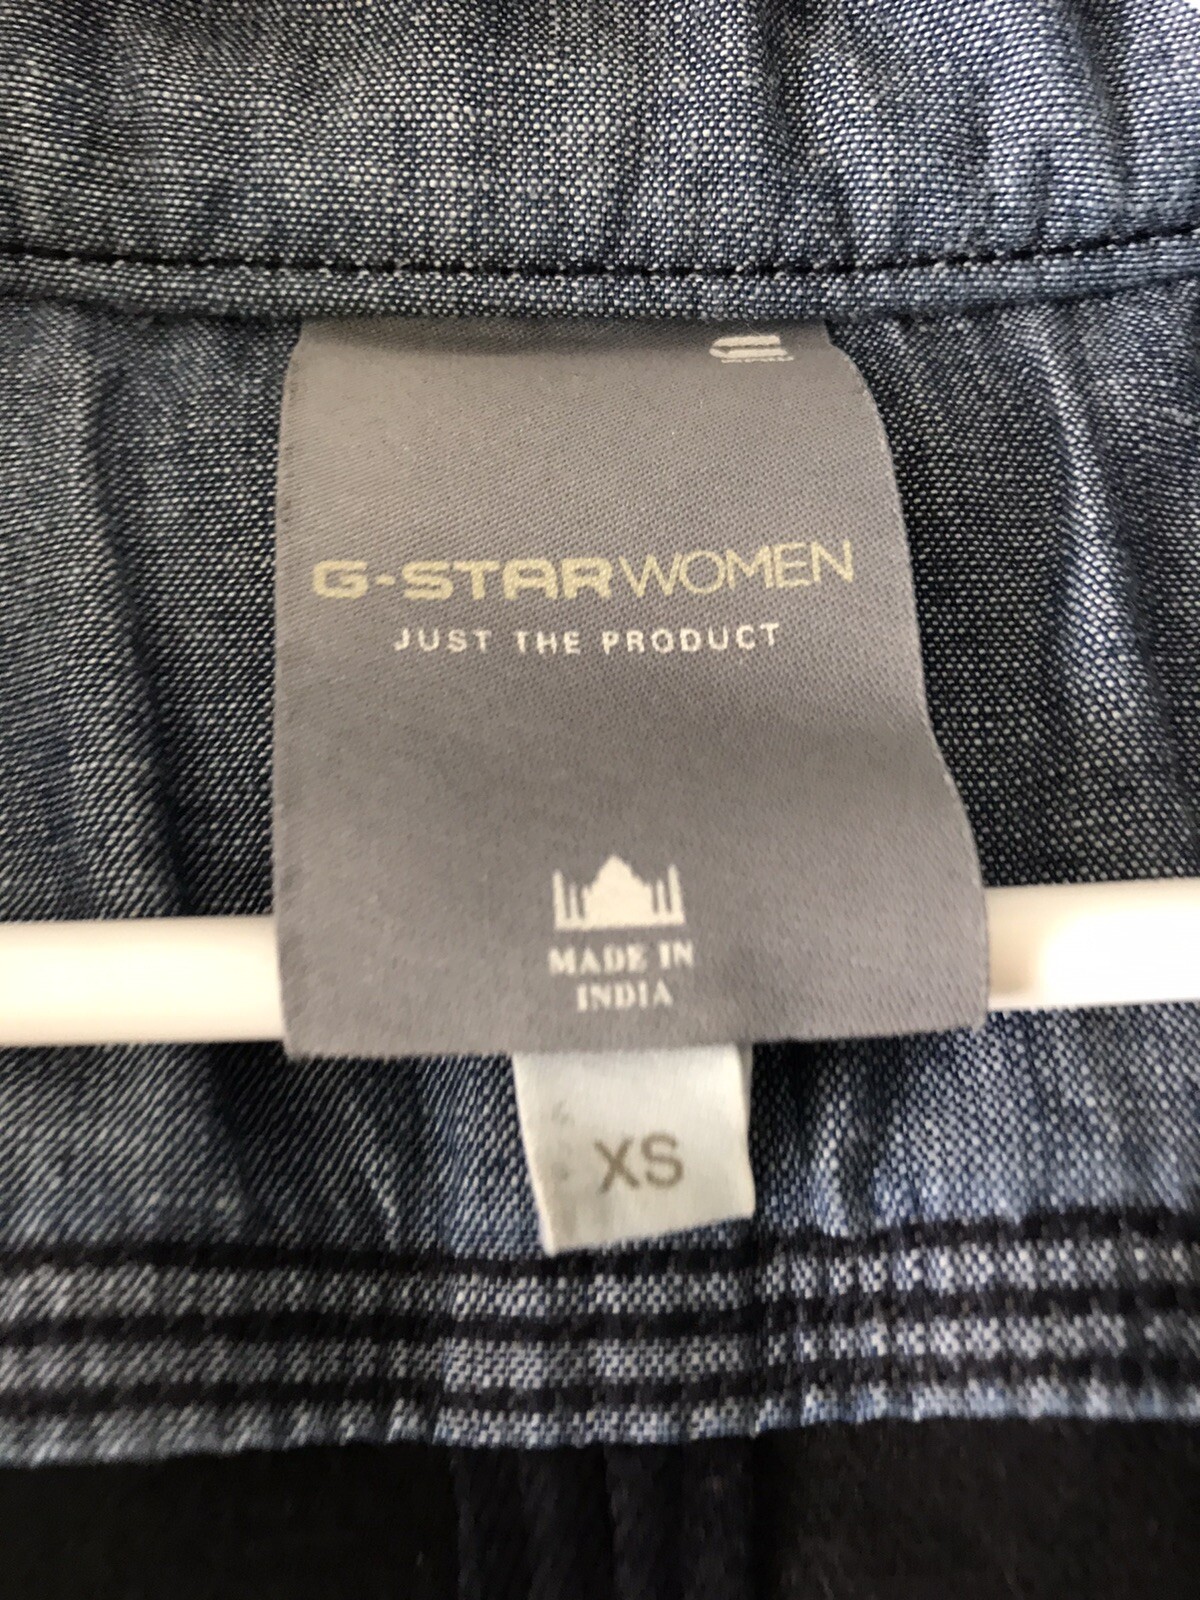 G-STARWOMEN
JUST THE PRODUCT
MADE IN
INDIA
XS